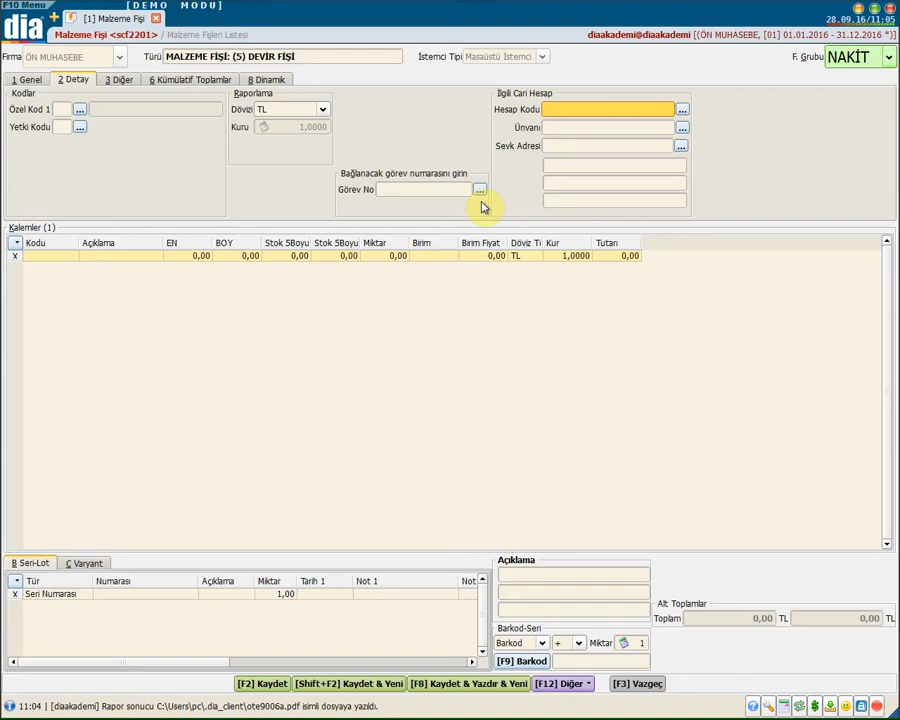 F10 Menu
[DEMO MODU]
[1] Malzeme Fişi
28.09.16/11:05
dia
Malzeme Fişi <scf2201> Malzeme Fişleri Listesi
diaakademi@diaakademi [(ÖN MUHASEBE, [01] 01.01.2016 - 31.12.2016 *)]
Firma ÖN MUHASEBE Türü MALZEME FİŞİ: (5) DEVİR FİŞİ İstemci Tipi Masaüstü İstemci F. Grubu NAKİT
1 Genel 2 Detay 3 Diğer 6 Kümülatif Toplamlar 8 Dinamik
Kodlar Raporlama İlgili Cari Hesap
Özel Kod 1 ... Dövizi TL Hesap Kodu ...
Yetki Kodu ... Kuru 1,0000 Ünvanı ...
Sevk Adresi ...
Bağlanacak görev numarasını girin
Görev No ...
Kalemler (1)
Kodu Açıklama EN BOY Stok 5Boyu Stok 5Boyu Miktar Birim Birim Fiyat Döviz Tü Kur Tutarı
X 0,00 0,00 0,00 0,00 0,00 0,00 TL 1,0000 0,00
B Seri-Lot C Varyant
Tür Numarası Açıklama Miktar Tarih 1 Not 1 Not
X Seri Numarası 1,00
Açıklama
Alt Toplamlar
Toplam 0,00 TL 0,00 TL
Barkod-Seri
Barkod + Miktar 1
[F9] Barkod
[F2] Kaydet [Shift+F2] Kaydet & Yeni [F8] Kaydet & Yazdır & Yeni [F12] Diğer [F3] Vazgeç
11:04 | [diaakademi] Rapor sonucu C:\Users\pc\.dia_client\ote9006a.pdf isimli dosyaya yazıldı.